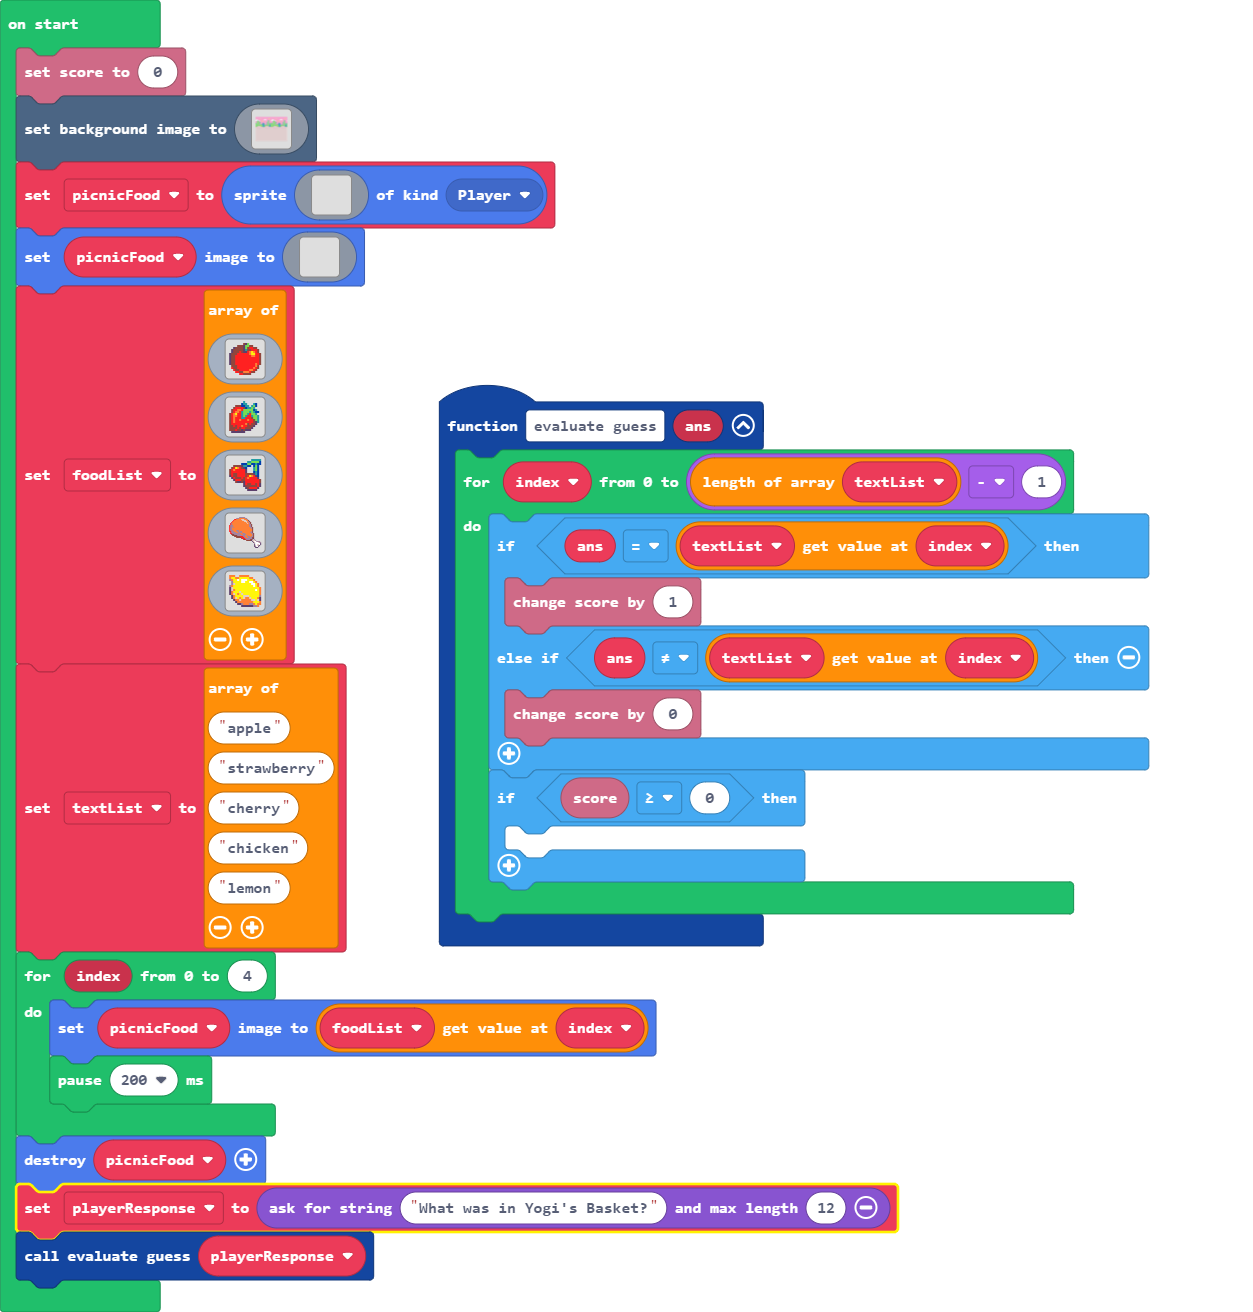 on start
set score to 0
set background image to
set picnicFood to sprite of kind Player
set picnicFood image to
set foodList to array of
set textList to array of
"apple"
"strawberry"
"cherry"
"chicken"
"lemon"
for index from 0 to 4
do
set picnicFood image to foodList get value at index
pause 200 ms
destroy picnicFood
set playerResponse to ask for string "What was in Yogi's Basket?" and max length 12
call evaluate guess playerResponse
function evaluate guess ans
for index from 0 to length of array textList - 1
do
if ans = textList get value at index then
change score by 1
else if ans ≠ textList get value at index then
change score by 0
if score ≥ 0 then